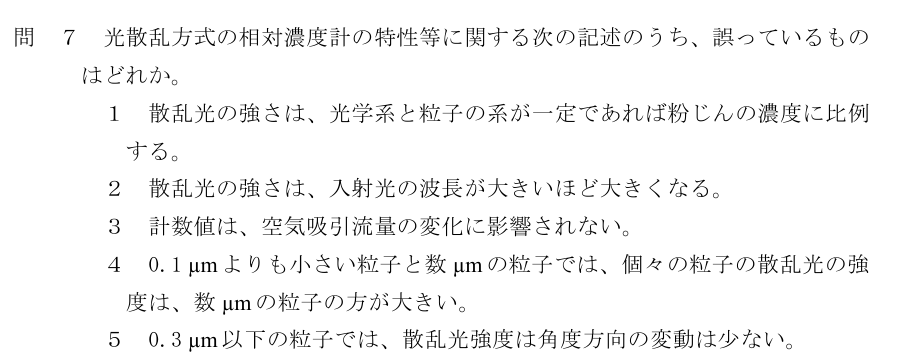 問　７　光散乱方式の相対濃度計の特性等に関する次の記述のうち、誤っているもの
はどれか。
１　散乱光の強さは、光学系と粒子の系が一定であれば粉じんの濃度に比例
する。
２　散乱光の強さは、入射光の波長が大きいほど大きくなる。
３　計数値は、空気吸引流量の変化に影響されない。
４　0.1 μmよりも小さい粒子と数 μmの粒子では、個々の粒子の散乱光の強
度は、数 μmの粒子の方が大きい。
５　0.3 μm以下の粒子では、散乱光強度は角度方向の変動は少ない。